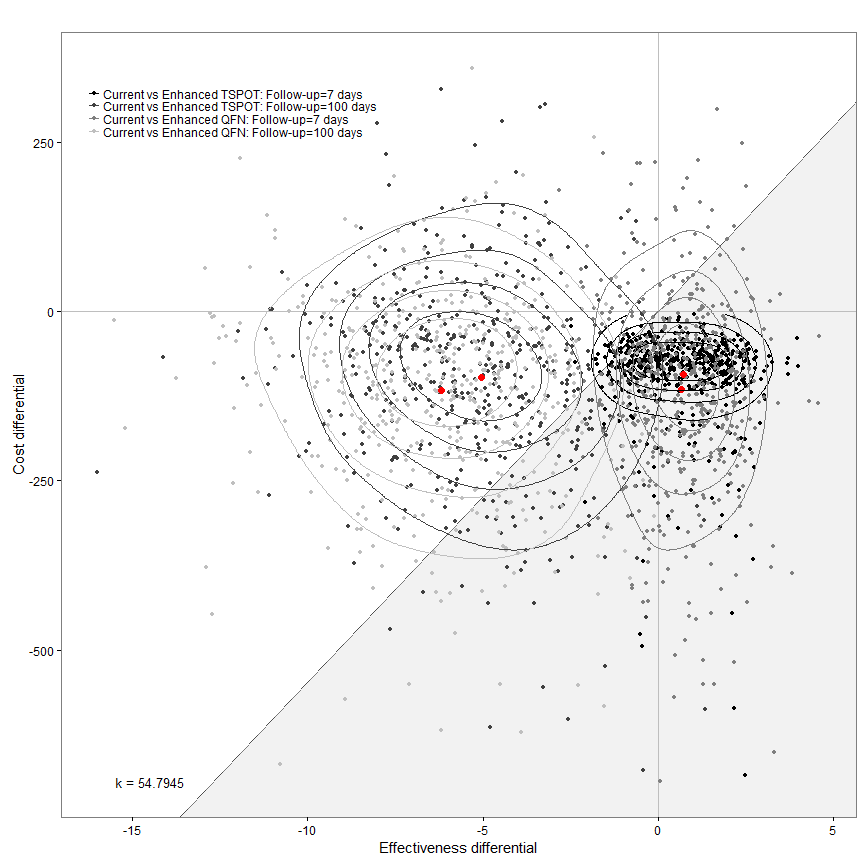 Current vs Enhanced TSPOT: Follow-up=7 days
Current vs Enhanced TSPOT: Follow-up=100 days
Current vs Enhanced QFN: Follow-up=7 days
Current vs Enhanced QFN: Follow-up=100 days
250
0
-250
-500
Cost differential
k = 54.7945
-15
-10
-5
0
5
Effectiveness differential